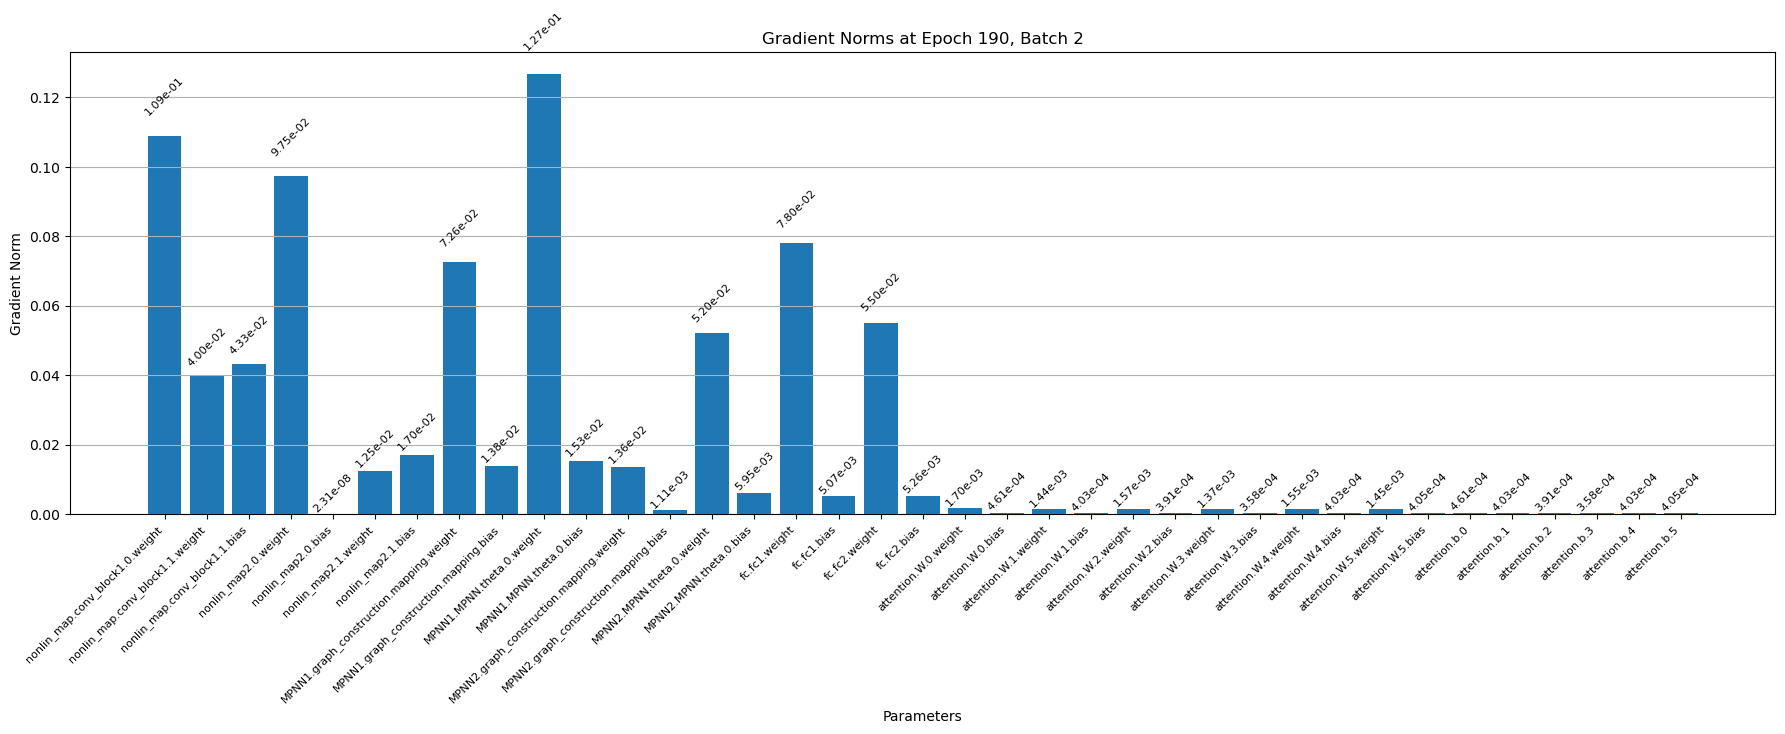 Gradient Norms at Epoch 190, Batch 2
Gradient Norm
0.12
0.10
0.08
0.06
0.04
0.02
0.00
1.09e-01
4.00e-02
4.33e-02
9.75e-02
2.31e-08
1.25e-02
1.70e-02
7.26e-02
1.38e-02
1.27e-01
1.53e-02
1.36e-02
1.11e-03
5.20e-02
5.95e-03
7.80e-02
5.07e-03
5.50e-02
5.26e-03
1.70e-03
4.61e-04
1.44e-03
4.03e-04
1.57e-03
3.91e-04
1.37e-03
3.58e-04
1.55e-03
4.03e-04
1.45e-03
4.05e-04
4.61e-04
4.03e-04
3.91e-04
3.58e-04
4.03e-04
4.05e-04
nonlin_map.conv_block1.0.weight
nonlin_map.conv_block1.1.weight
nonlin_map.conv_block1.1.bias
nonlin_map2.0.weight
nonlin_map2.0.bias
nonlin_map2.1.weight
nonlin_map2.1.bias
MPNN1.graph_construction.mapping.weight
MPNN1.graph_construction.mapping.bias
MPNN1.MPNN.theta.0.weight
MPNN1.MPNN.theta.0.bias
MPNN2.graph_construction.mapping.weight
MPNN2.graph_construction.mapping.bias
MPNN2.MPNN.theta.0.weight
MPNN2.MPNN.theta.0.bias
fc.fc1.weight
fc.fc1.bias
fc.fc2.weight
fc.fc2.bias
attention.W.0.weight
attention.W.0.bias
attention.W.1.weight
attention.W.1.bias
attention.W.2.weight
attention.W.2.bias
attention.W.3.weight
attention.W.3.bias
attention.W.4.weight
attention.W.4.bias
attention.W.5.weight
attention.W.5.bias
attention.b.0
attention.b.1
attention.b.2
attention.b.3
attention.b.4
attention.b.5
Parameters